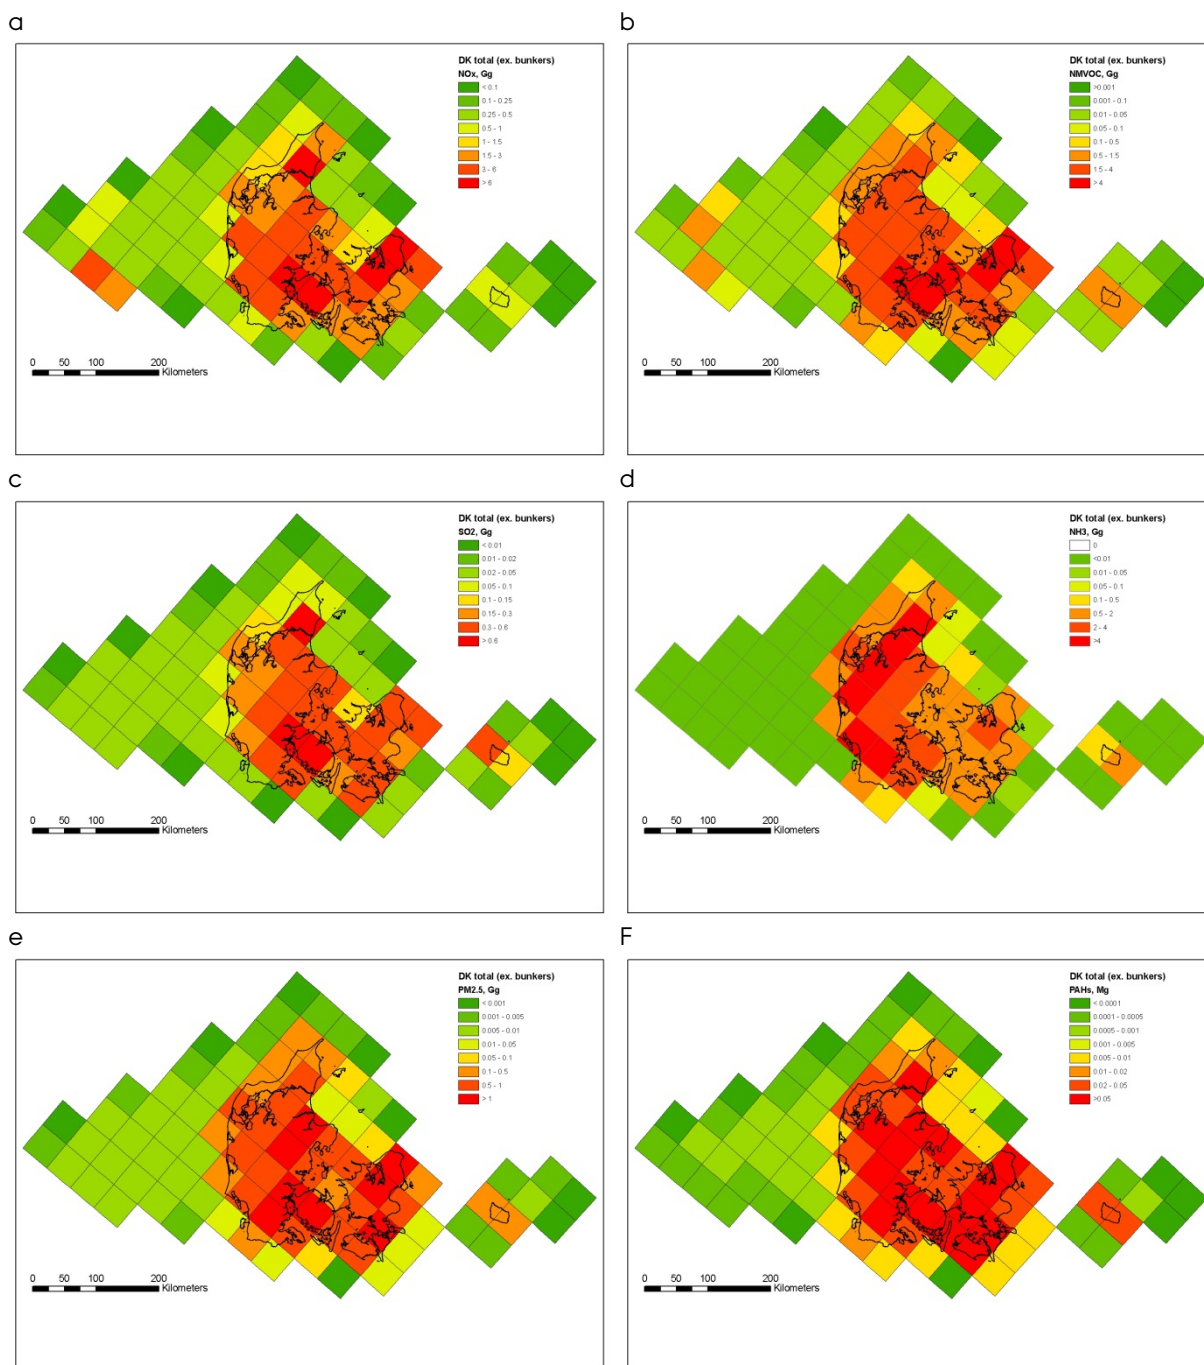 a
DK total (ex. bunkers)
NOx, Gg
< 0.1
0.1 - 0.25
0.25 - 0.5
0.5 - 1
1 - 1.5
1.5 - 3
3 - 6
> 6
0 50 100 200
Kilometers
b
DK total (ex. bunkers)
NMVOC, Gg
>0.001
0.001 - 0.1
0.01 - 0.05
0.05 - 0.1
0.1 - 0.5
0.5 - 1.5
1.5 - 4
> 4
0 50 100 200
Kilometers
c
DK total (ex. bunkers)
SO2, Gg
< 0.01
0.01 - 0.02
0.02 - 0.05
0.05 - 0.1
0.1 - 0.15
0.15 - 0.3
0.3 - 0.6
> 0.6
0 50 100 200
Kilometers
d
DK total (ex. bunkers)
NH3, Gg
0
<0.01
0.01 - 0.05
0.05 - 0.1
0.1 - 0.5
0.5 - 2
2 - 4
>4
0 50 100 200
Kilometers
e
DK total (ex. bunkers)
PM2.5, Gg
< 0.001
0.001 - 0.005
0.005 - 0.01
0.01 - 0.05
0.05 - 0.1
0.1 - 0.5
0.5 - 1
> 1
0 50 100 200
Kilometers
F
DK total (ex. bunkers)
PAHs, Mg
< 0.0001
0.0001 - 0.0005
0.0005 - 0.001
0.001 - 0.005
0.005 - 0.01
0.01 - 0.02
0.02 - 0.05
>0.05
0 50 100 200
Kilometers